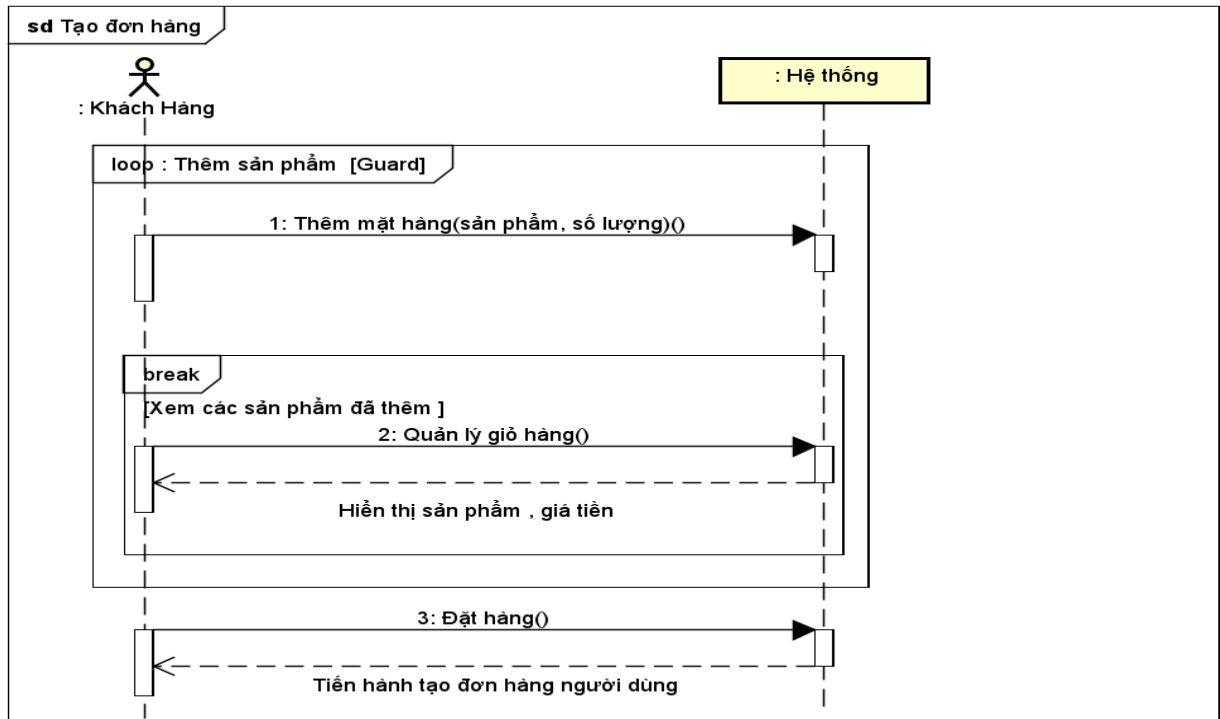 sd Tạo đơn hàng
: Khách Hàng
: Hệ thống
loop : Thêm sản phẩm [Guard]
1: Thêm mặt hàng(sản phẩm, số lượng)()
break
[Xem các sản phẩm đã thêm ]
2: Quản lý giỏ hàng()
Hiển thị sản phẩm , giá tiền
3: Đặt hàng()
Tiến hành tạo đơn hàng người dùng